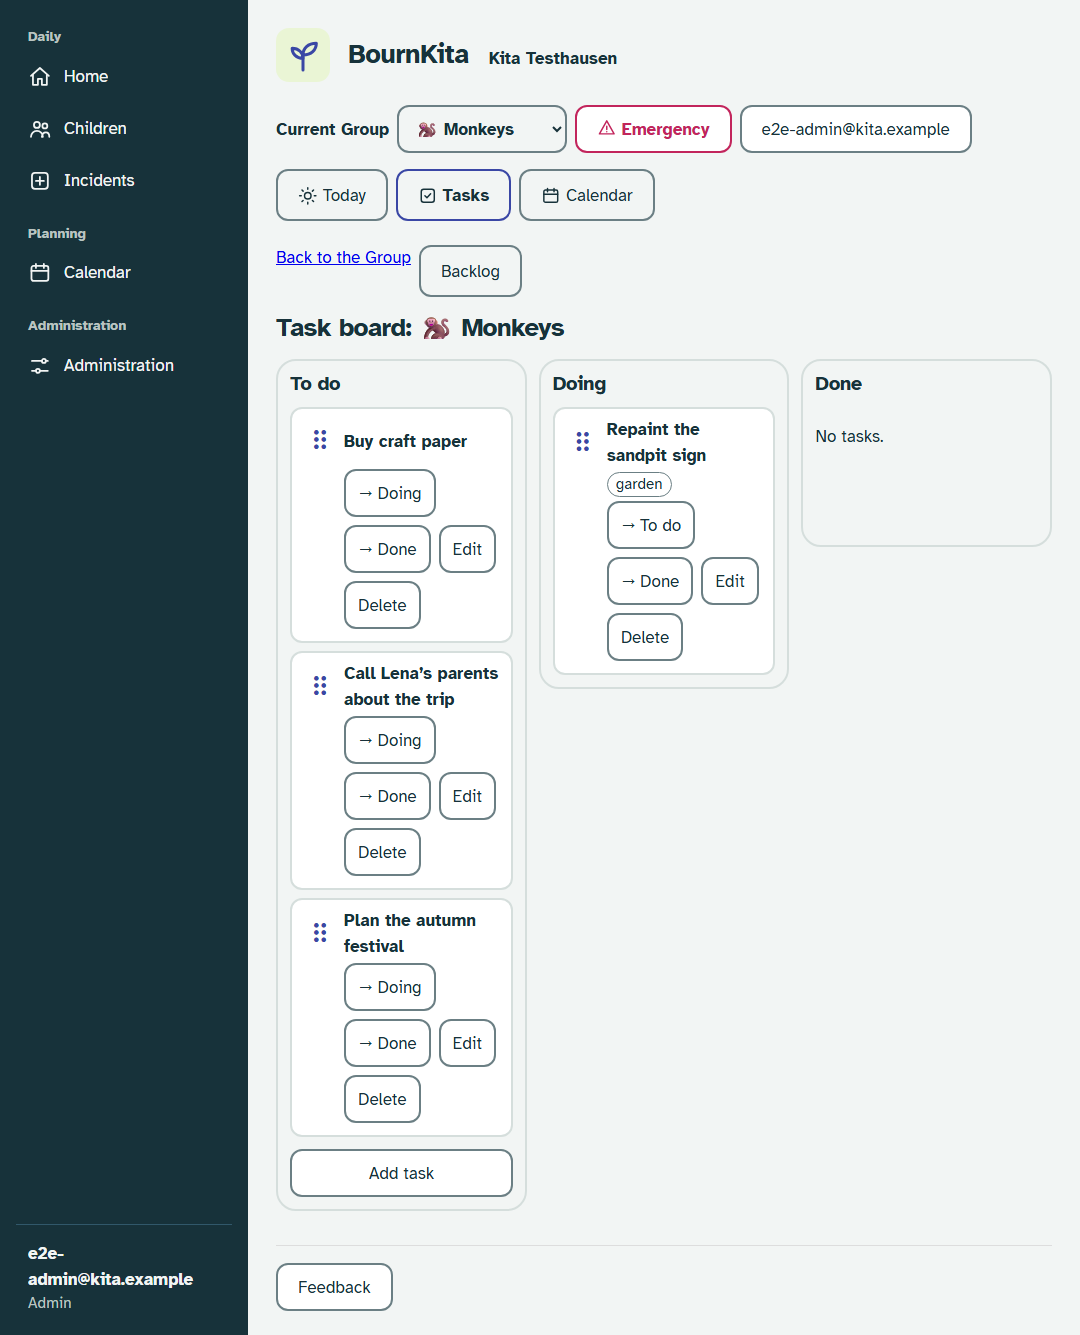 Daily
Home
Children
Incidents
Planning
Calendar
Administration
Administration
e2e-
admin@kita.example
Admin
BournKita Kita Testhausen
Current Group Monkeys Emergency e2e-admin@kita.example
Today Tasks Calendar
Back to the Group Backlog
Task board: Monkeys
To do
Buy craft paper
→ Doing
→ Done Edit
Delete
Call Lena’s parents
about the trip
→ Doing
→ Done Edit
Delete
Plan the autumn
festival
→ Doing
→ Done Edit
Delete
Add task
Doing
Repaint the
sandpit sign
garden
→ To do
→ Done Edit
Delete
Done
No tasks.
Feedback